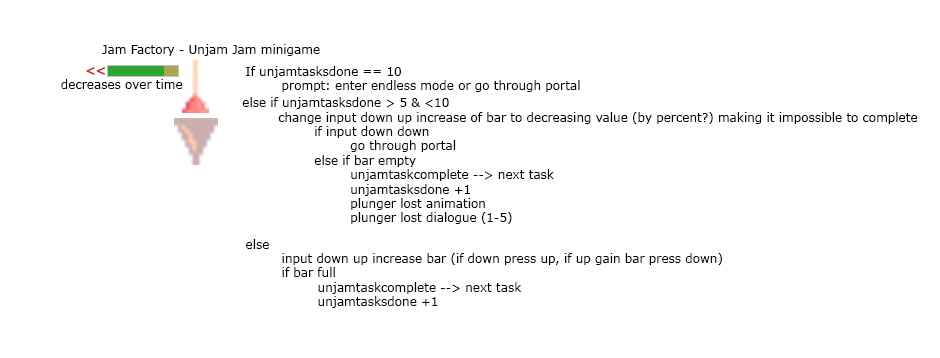 Jam Factory - Unjam Jam minigame
<<
decreases over time
If unjamtasksdone == 10
prompt: enter endless mode or go through portal
else if unjamtasksdone > 5 & <10
change input down up increase of bar to decreasing value (by percent?) making it impossible to complete
if input down down
go through portal
else if bar empty
unjamtaskcomplete --> next task
unjamtasksdone +1
plunger lost animation
plunger lost dialogue (1-5)
else
input down up increase bar (if down press up, if up gain bar press down)
if bar full
unjamtaskcomplete --> next task
unjamtasksdone +1